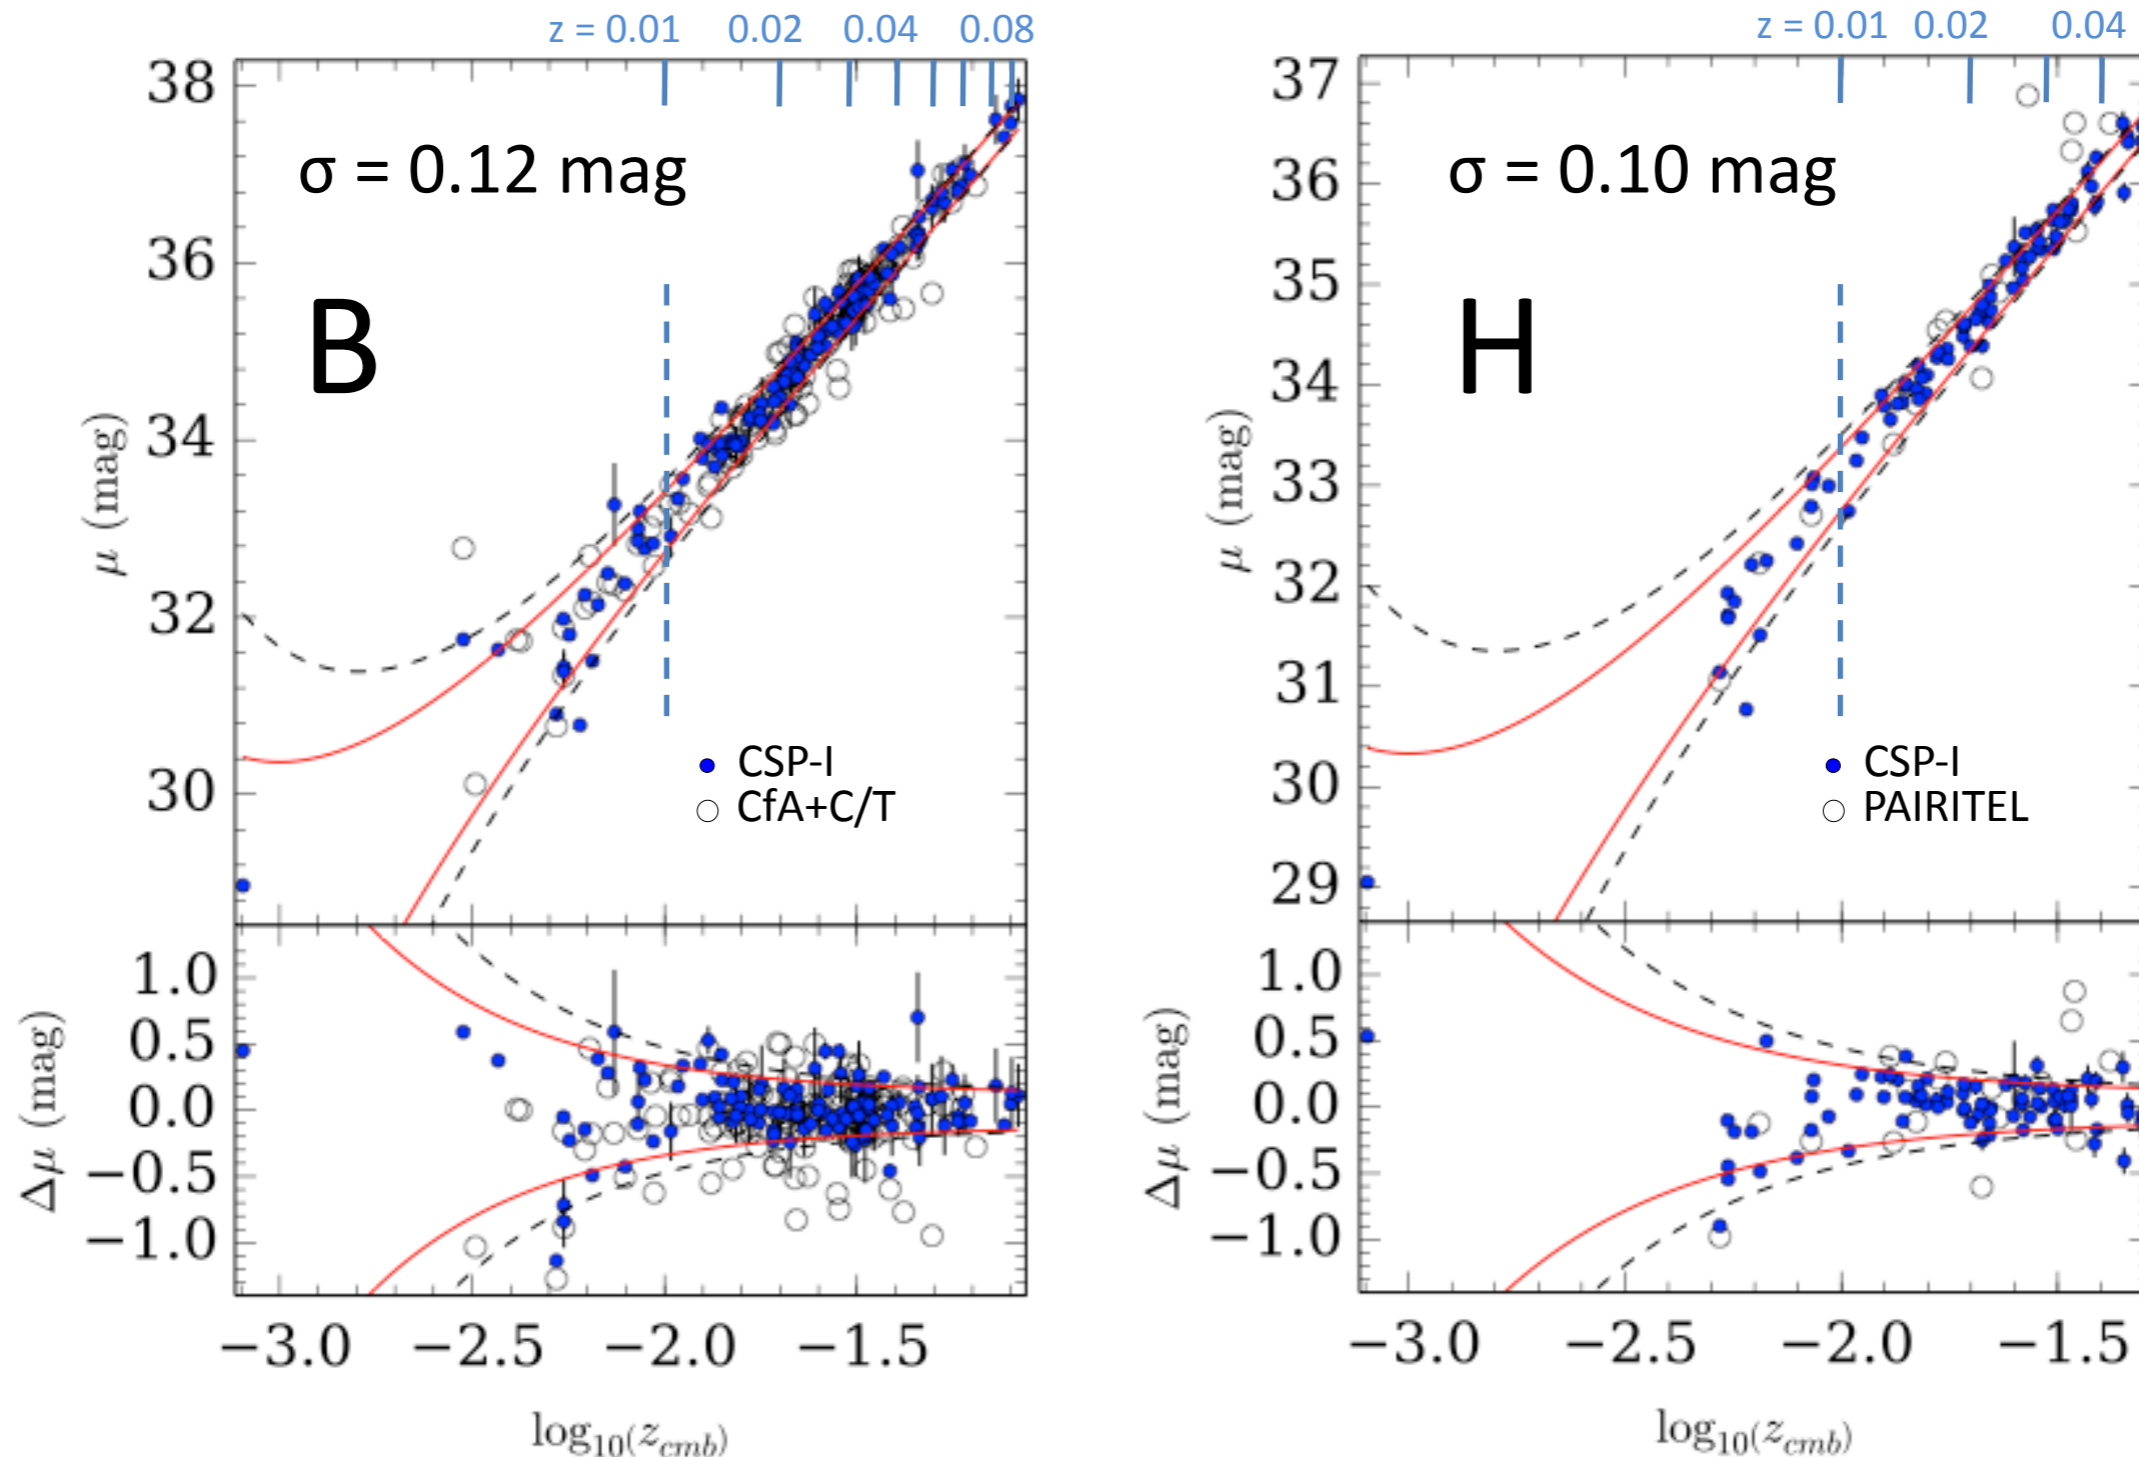 z = 0.01 0.02 0.04 0.08
38
σ = 0.12 mag
36
B
34
μ (mag)
32
CSP-I
30
CfA+C/T
1.0
0.5
0.0
−0.5
−1.0
Δμ (mag)
−3.0 −2.5 −2.0 −1.5
log10(zcmb)
z = 0.01 0.02 0.04
37
σ = 0.10 mag
36
35
H
34
μ (mag)
33
32
31
CSP-I
30
PAIRITEL
29
1.0
0.5
0.0
−0.5
−1.0
Δμ (mag)
−3.0 −2.5 −2.0 −1.5
log10(zcmb)